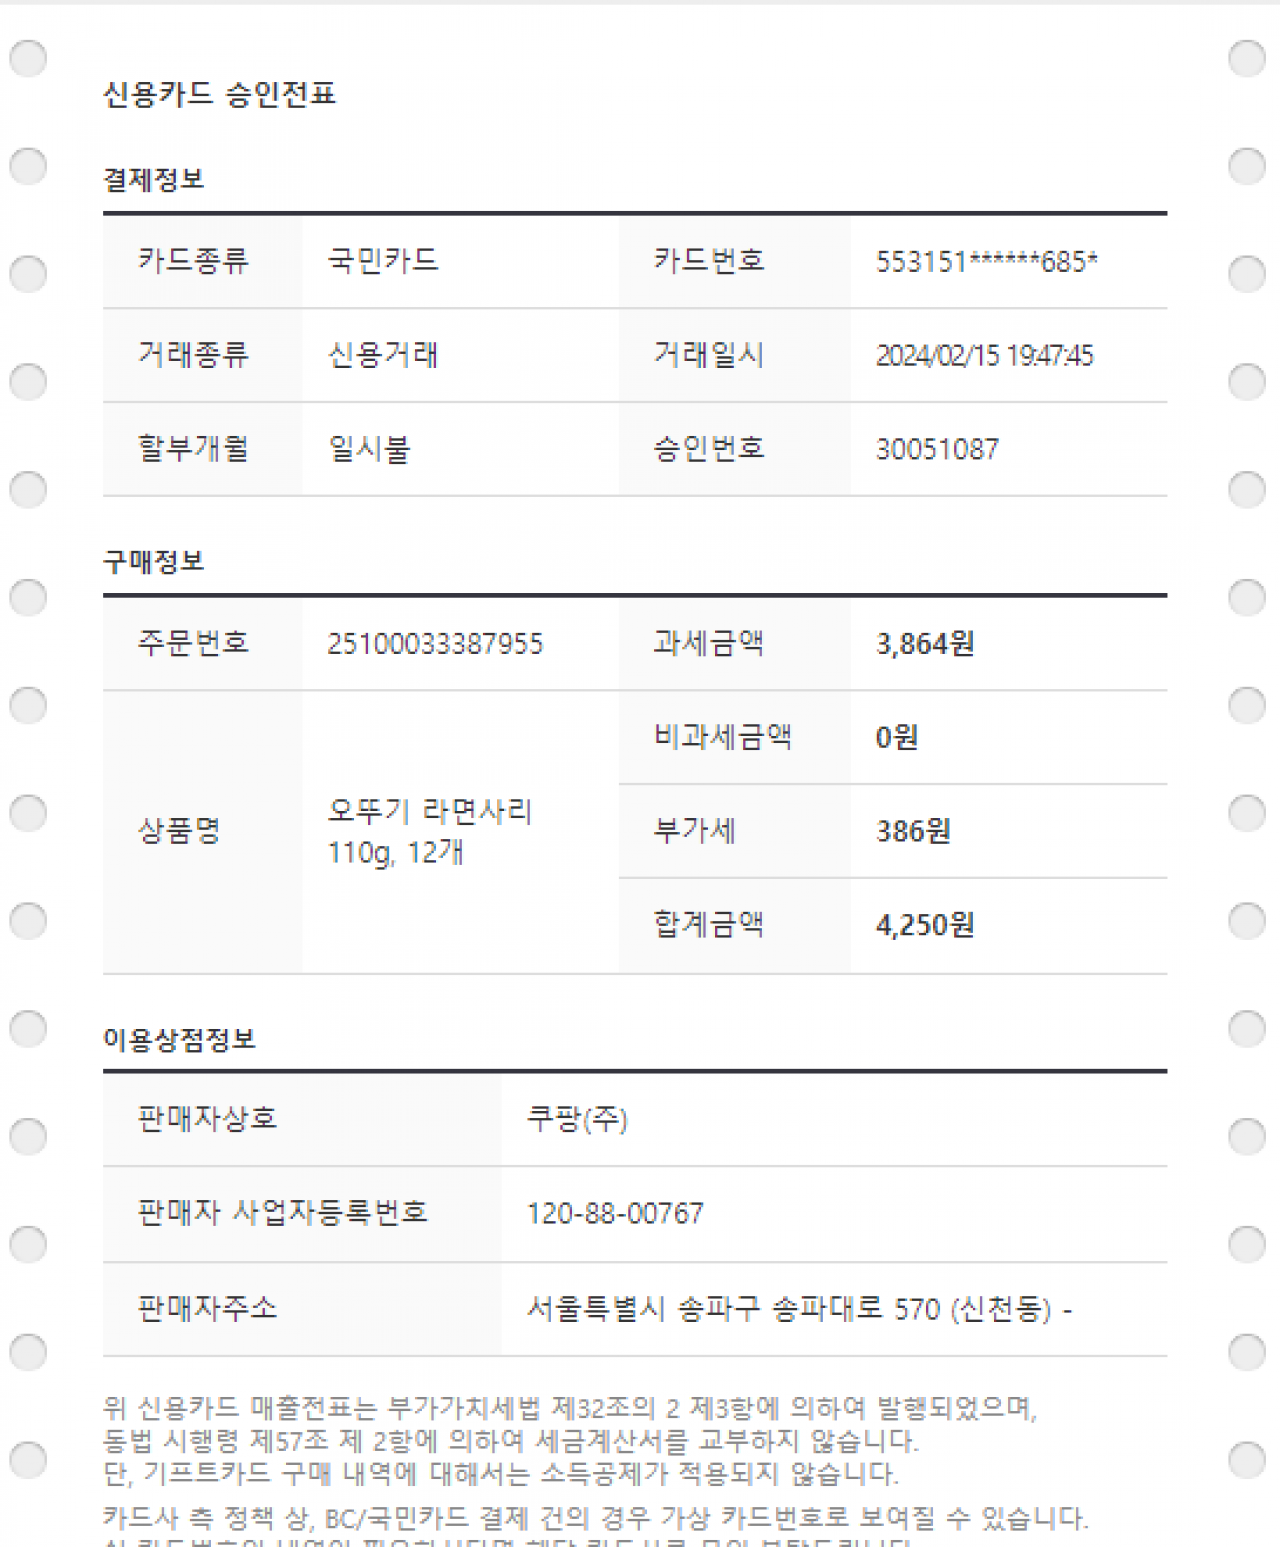 신용카드 승인전표
결제정보
카드종류 국민카드 카드번호 553151******685*
거래종류 신용거래 거래일시 2024/02/15 19:47:45
할부개월 일시불 승인번호 30051087
구매정보
주문번호 25100033387955 과세금액 3,864원
비과세금액 0원
상품명 오뚜기 라면사리
110g, 12개
부가세 386원
합계금액 4,250원
이용상점정보
판매자상호 쿠팡(주)
판매자 사업자등록번호 120-88-00767
판매자주소 서울특별시 송파구 송파대로 570 (신천동) -
위 신용카드 매출전표는 부가가치세법 제32조의 2 제3항에 의하여 발행되었으며,
동법 시행령 제57조 제 2항에 의하여 세금계산서를 교부하지 않습니다.
단, 기프트카드 구매 내역에 대해서는 소득공제가 적용되지 않습니다.
카드사 측 정책 상, BC/국민카드 결제 건의 경우 가상 카드번호로 보여질 수 있습니다.